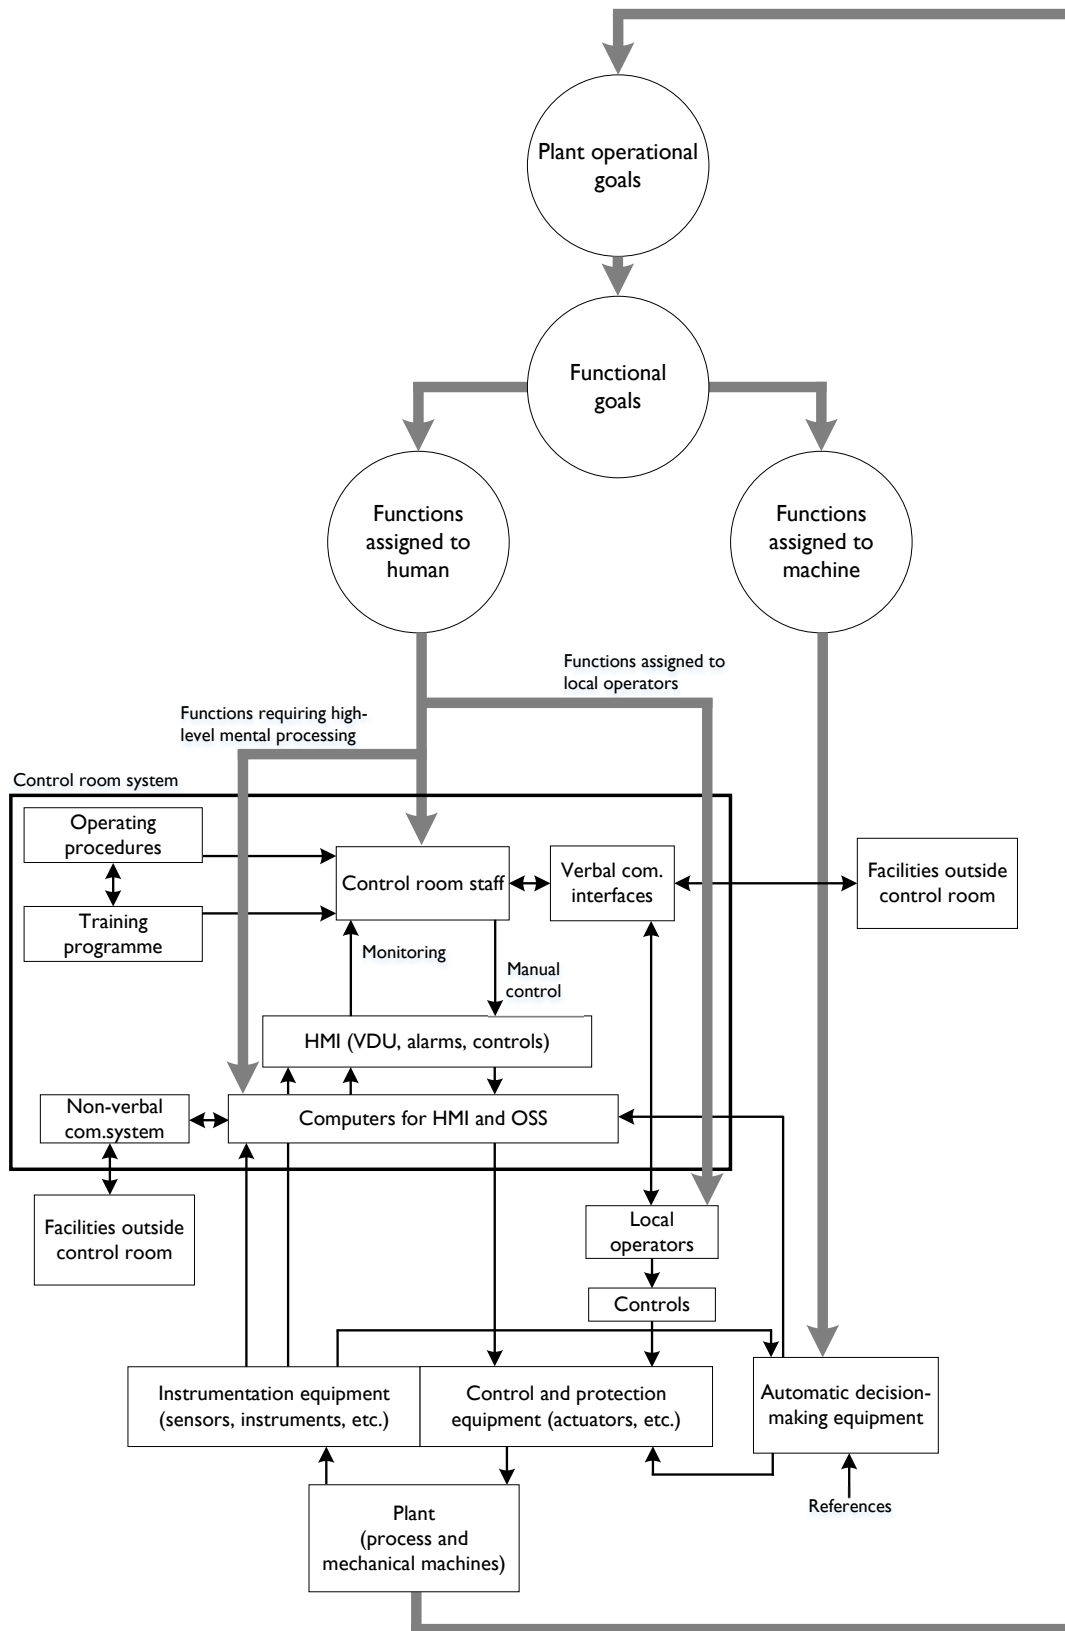 Plant operational
goals
Functional
goals
Functions
assigned to
human
Functions
assigned to
machine
Functions assigned to
local operators
Functions requiring high-
level mental processing
Control room system
Operating
procedures
Training
programme
Control room staff
Verbal com.
interfaces
Facilities outside
control room
Monitoring
Manual
control
HMI (VDU, alarms, controls)
Non-verbal
com.system
Computers for HMI and OSS
Facilities outside
control room
Local
operators
Controls
Instrumentation equipment
(sensors, instruments, etc.)
Control and protection
equipment (actuators, etc.)
Automatic decision-
making equipment
References
Plant
(process and
mechanical machines)